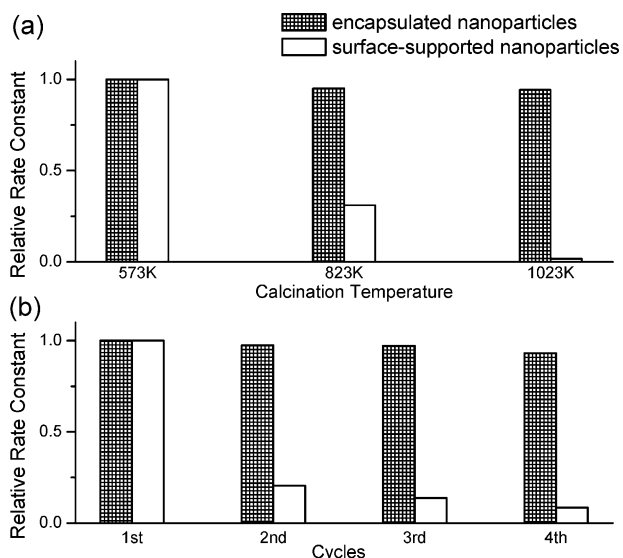 (a)
encapsulated nanoparticles
surface-supported nanoparticles
Relative Rate Constant
1.0
0.5
0.0
573K 823K 1023K
Calcination Temperature
(b)
Relative Rate Constant
1.0
0.5
0.0
1st 2nd 3rd 4th
Cycles